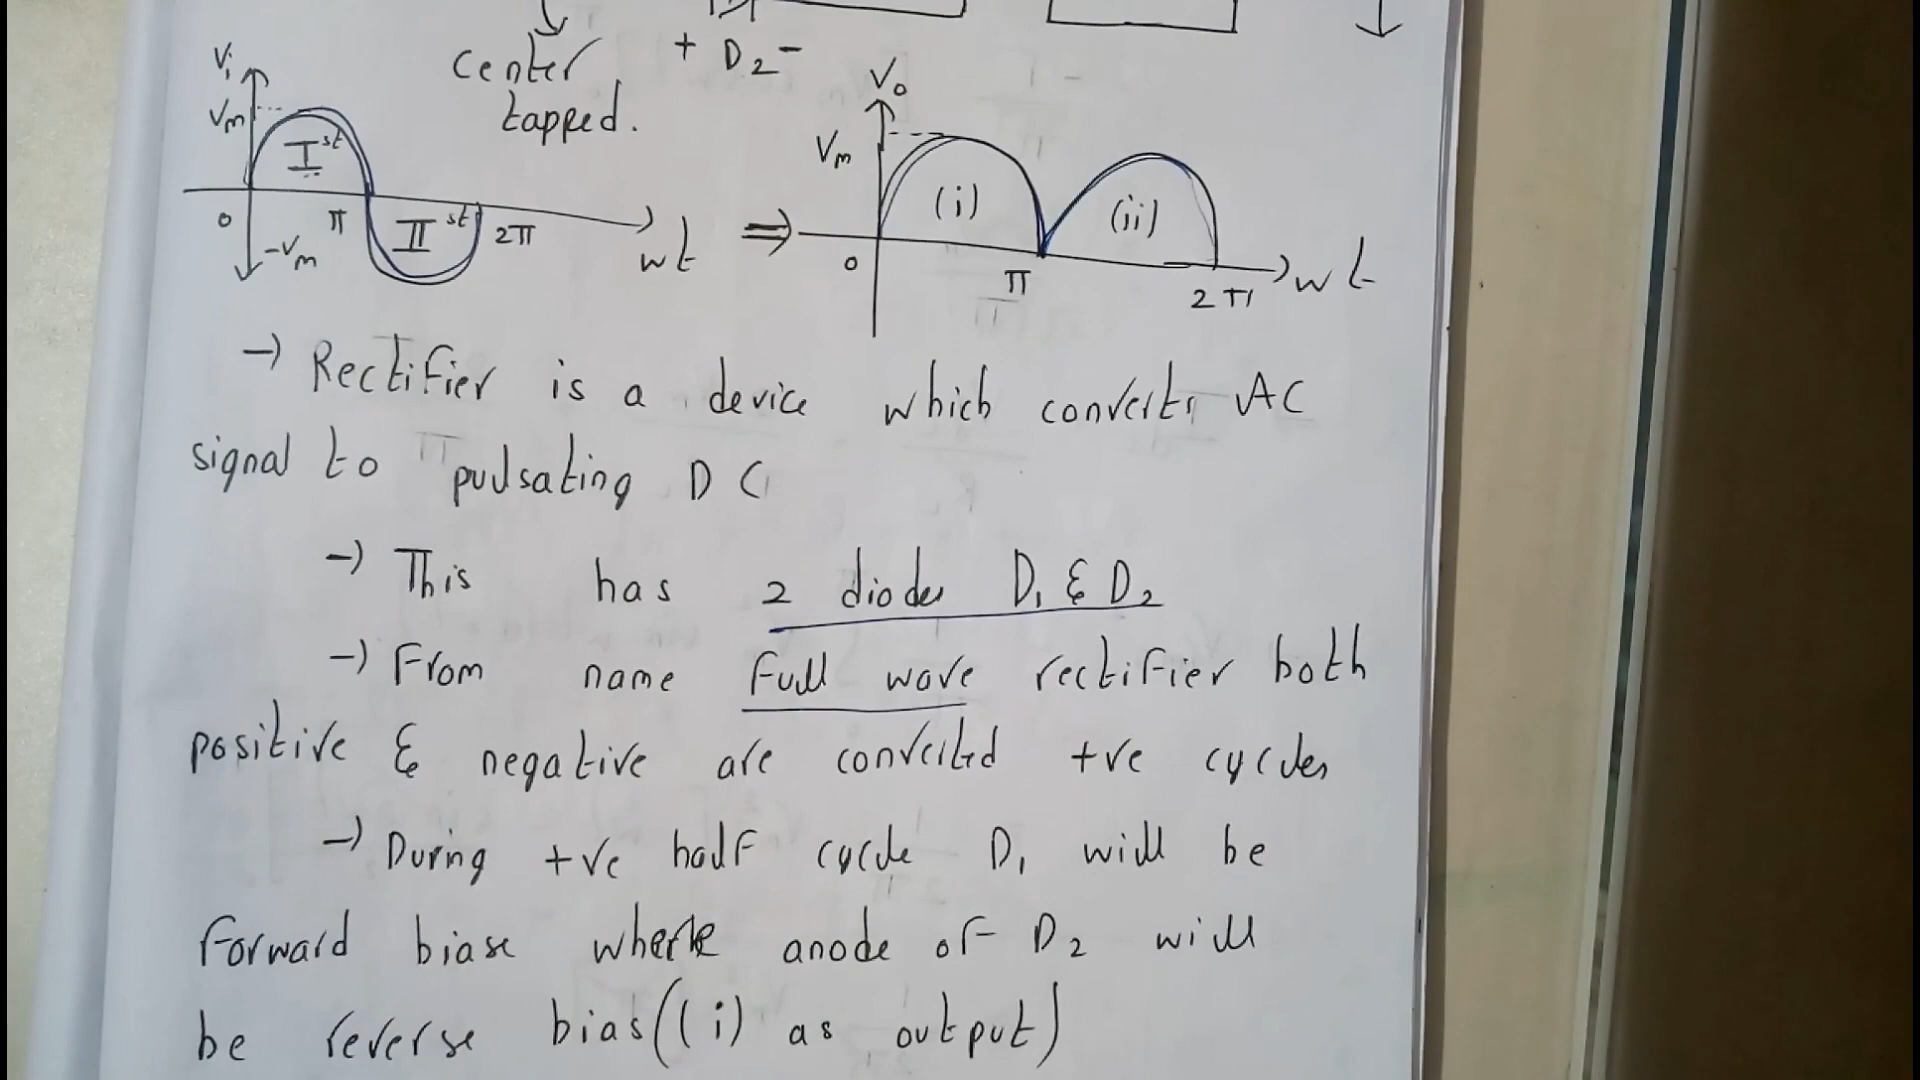 center + D2 -
tapped.
Vi
Vm
Ist
0
π
IIst
2π
-Vm
wt
⇒
Vo
Vm
(i)
(ii)
0
π
2π
wt
→ Rectifier is a device which converts AC
signal to pulsating DC
→ This has 2 diodes D1 & D2
→ From name Full wave rectifier both
positive & negative are converted +ve cycles
→ During +ve half cycle D1 will be
forward biase where anode of D2 will
be reverse bias((i) as output)